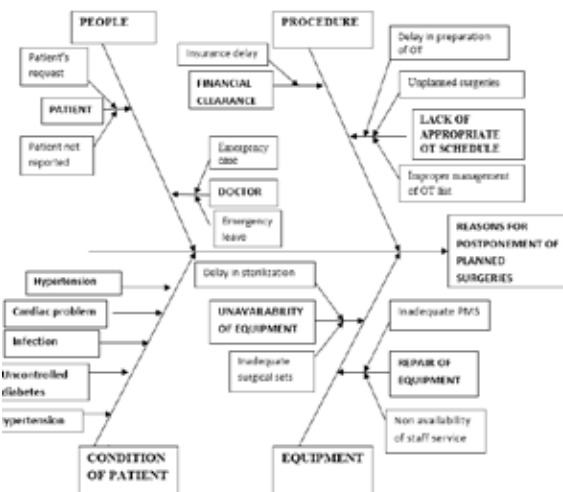 PEOPLE
PROCEDURE
Patient's
request
PATIENT
Patient not
reported
Emergency
case
DOCTOR
Emergency
leave
Insurance delay
FINANCIAL
CLEARANCE
Delay in preparation
of OT
Unplanned surgeries
LACK OF
APPROPRIATE
OT SCHEDULE
Improper management
of OT list
REASONS FOR
POSTPONEMENT OF
PLANNED
SURGERIES
Hypertension
Cardiac problem
Infection
Uncontrolled
diabetes
ypertension
CONDITION
OF PATIENT
Delay in sterilization
UNAVAILABILITY
OF EQUIPMENT
Inadequate
surgical sets
Inadequate PMS
REPAIR OF
EQUIPMENT
Non availability
of staff service
EQUIPMENT